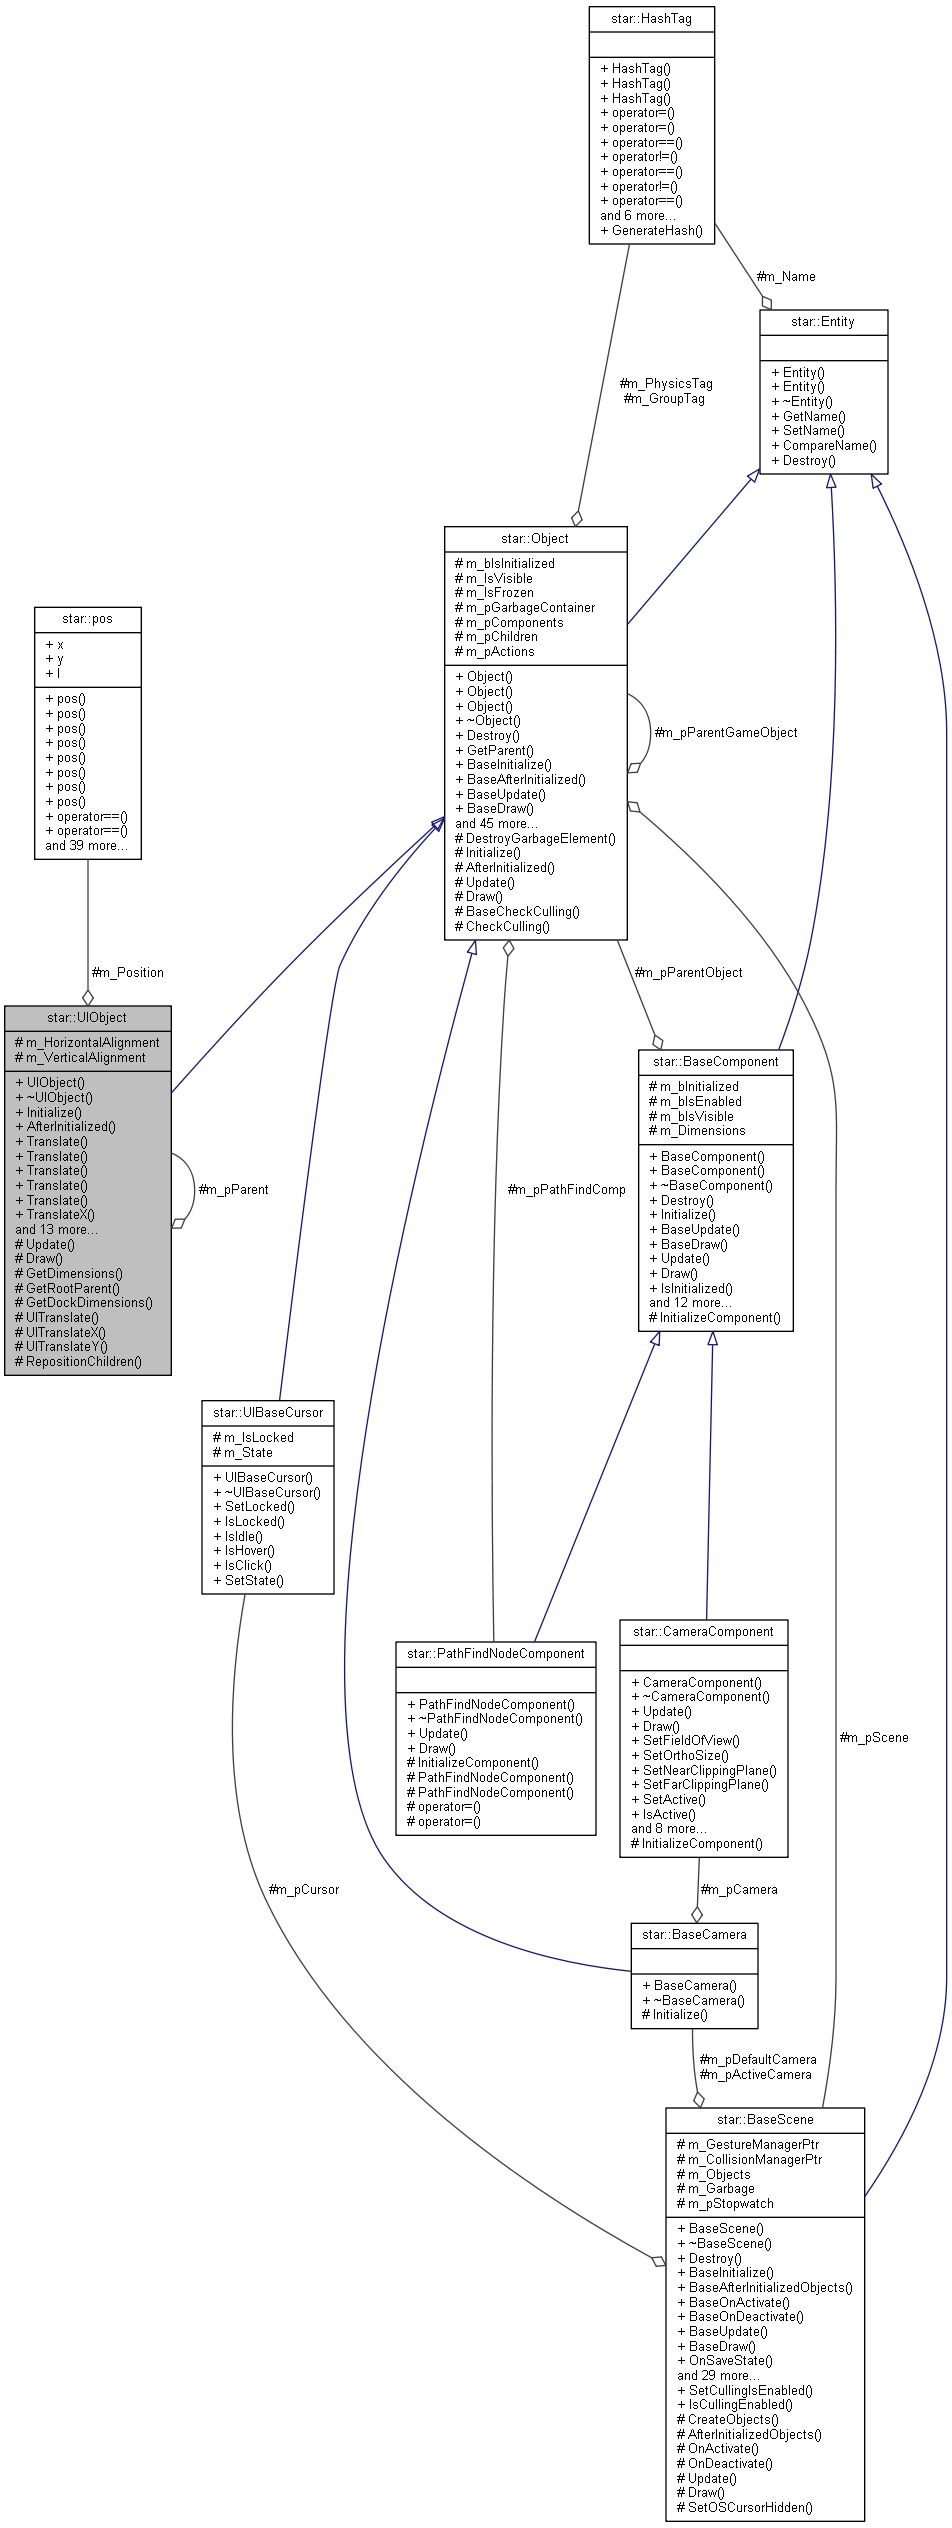 star::HashTag
+ HashTag()
+ HashTag()
+ HashTag()
+ operator=()
+ operator=()
+ operator==()
+ operator!=()
+ operator==()
+ operator!=()
+ operator==()
and 6 more...
+ GenerateHash()
#m_Name
star::Entity
+ Entity()
+ Entity()
+ ~Entity()
+ GetName()
+ SetName()
+ CompareName()
+ Destroy()
#m_PhysicsTag
#m_GroupTag
star::Object
# m_bIsInitialized
# m_IsVisible
# m_IsFrozen
# m_pGarbageContainer
# m_pComponents
# m_pChildren
# m_pActions
+ Object()
+ Object()
+ Object()
+ ~Object()
+ Destroy()
+ GetParent()
+ BaseInitialize()
+ BaseAfterInitialized()
+ BaseUpdate()
+ BaseDraw()
and 45 more...
# DestroyGarbageElement()
# Initialize()
# AfterInitialized()
# Update()
# Draw()
# BaseCheckCulling()
# CheckCulling()
#m_pParentGameObject
star::pos
+ x
+ y
+ l
+ pos()
+ pos()
+ pos()
+ pos()
+ pos()
+ pos()
+ pos()
+ pos()
+ operator==()
+ operator==()
and 39 more...
#m_Position
star::UIObject
# m_HorizontalAlignment
# m_VerticalAlignment
+ UIObject()
+ ~UIObject()
+ Initialize()
+ AfterInitialized()
+ Translate()
+ Translate()
+ Translate()
+ Translate()
+ Translate()
+ TranslateX()
and 13 more...
# Update()
# Draw()
# GetDimensions()
# GetRootParent()
# GetDockDimensions()
# UITranslate()
# UITranslateX()
# UITranslateY()
# RepositionChildren()
#m_pParent
#m_pParentObject
star::BaseComponent
# m_bInitialized
# m_bIsEnabled
# m_bIsVisible
# m_Dimensions
+ BaseComponent()
+ BaseComponent()
+ ~BaseComponent()
+ Destroy()
+ Initialize()
+ BaseUpdate()
+ BaseDraw()
+ Update()
+ Draw()
+ IsInitialized()
and 12 more...
# InitializeComponent()
#m_pPathFindComp
star::UIBaseCursor
# m_IsLocked
# m_State
+ UIBaseCursor()
+ ~UIBaseCursor()
+ SetLocked()
+ IsLocked()
+ IsIdle()
+ IsHover()
+ IsClick()
+ SetState()
star::PathFindNodeComponent
+ PathFindNodeComponent()
+ ~PathFindNodeComponent()
+ Update()
+ Draw()
# InitializeComponent()
# PathFindNodeComponent()
# PathFindNodeComponent()
# operator=()
# operator=()
star::CameraComponent
+ CameraComponent()
+ ~CameraComponent()
+ Update()
+ Draw()
+ SetFieldOfView()
+ SetOrthoSize()
+ SetNearClippingPlane()
+ SetFarClippingPlane()
+ SetActive()
+ IsActive()
and 8 more...
# InitializeComponent()
#m_pScene
#m_pCursor
#m_pCamera
star::BaseCamera
+ BaseCamera()
+ ~BaseCamera()
# Initialize()
#m_pDefaultCamera
#m_pActiveCamera
star::BaseScene
# m_GestureManagerPtr
# m_CollisionManagerPtr
# m_Objects
# m_Garbage
# m_pStopwatch
+ BaseScene()
+ ~BaseScene()
+ Destroy()
+ BaseInitialize()
+ BaseAfterInitializedObjects()
+ BaseOnActivate()
+ BaseOnDeactivate()
+ BaseUpdate()
+ BaseDraw()
+ OnSaveState()
and 29 more...
+ SetCullingIsEnabled()
+ IsCullingEnabled()
# CreateObjects()
# AfterInitializedObjects()
# OnActivate()
# OnDeactivate()
# Update()
# Draw()
# SetOSCursorHidden()